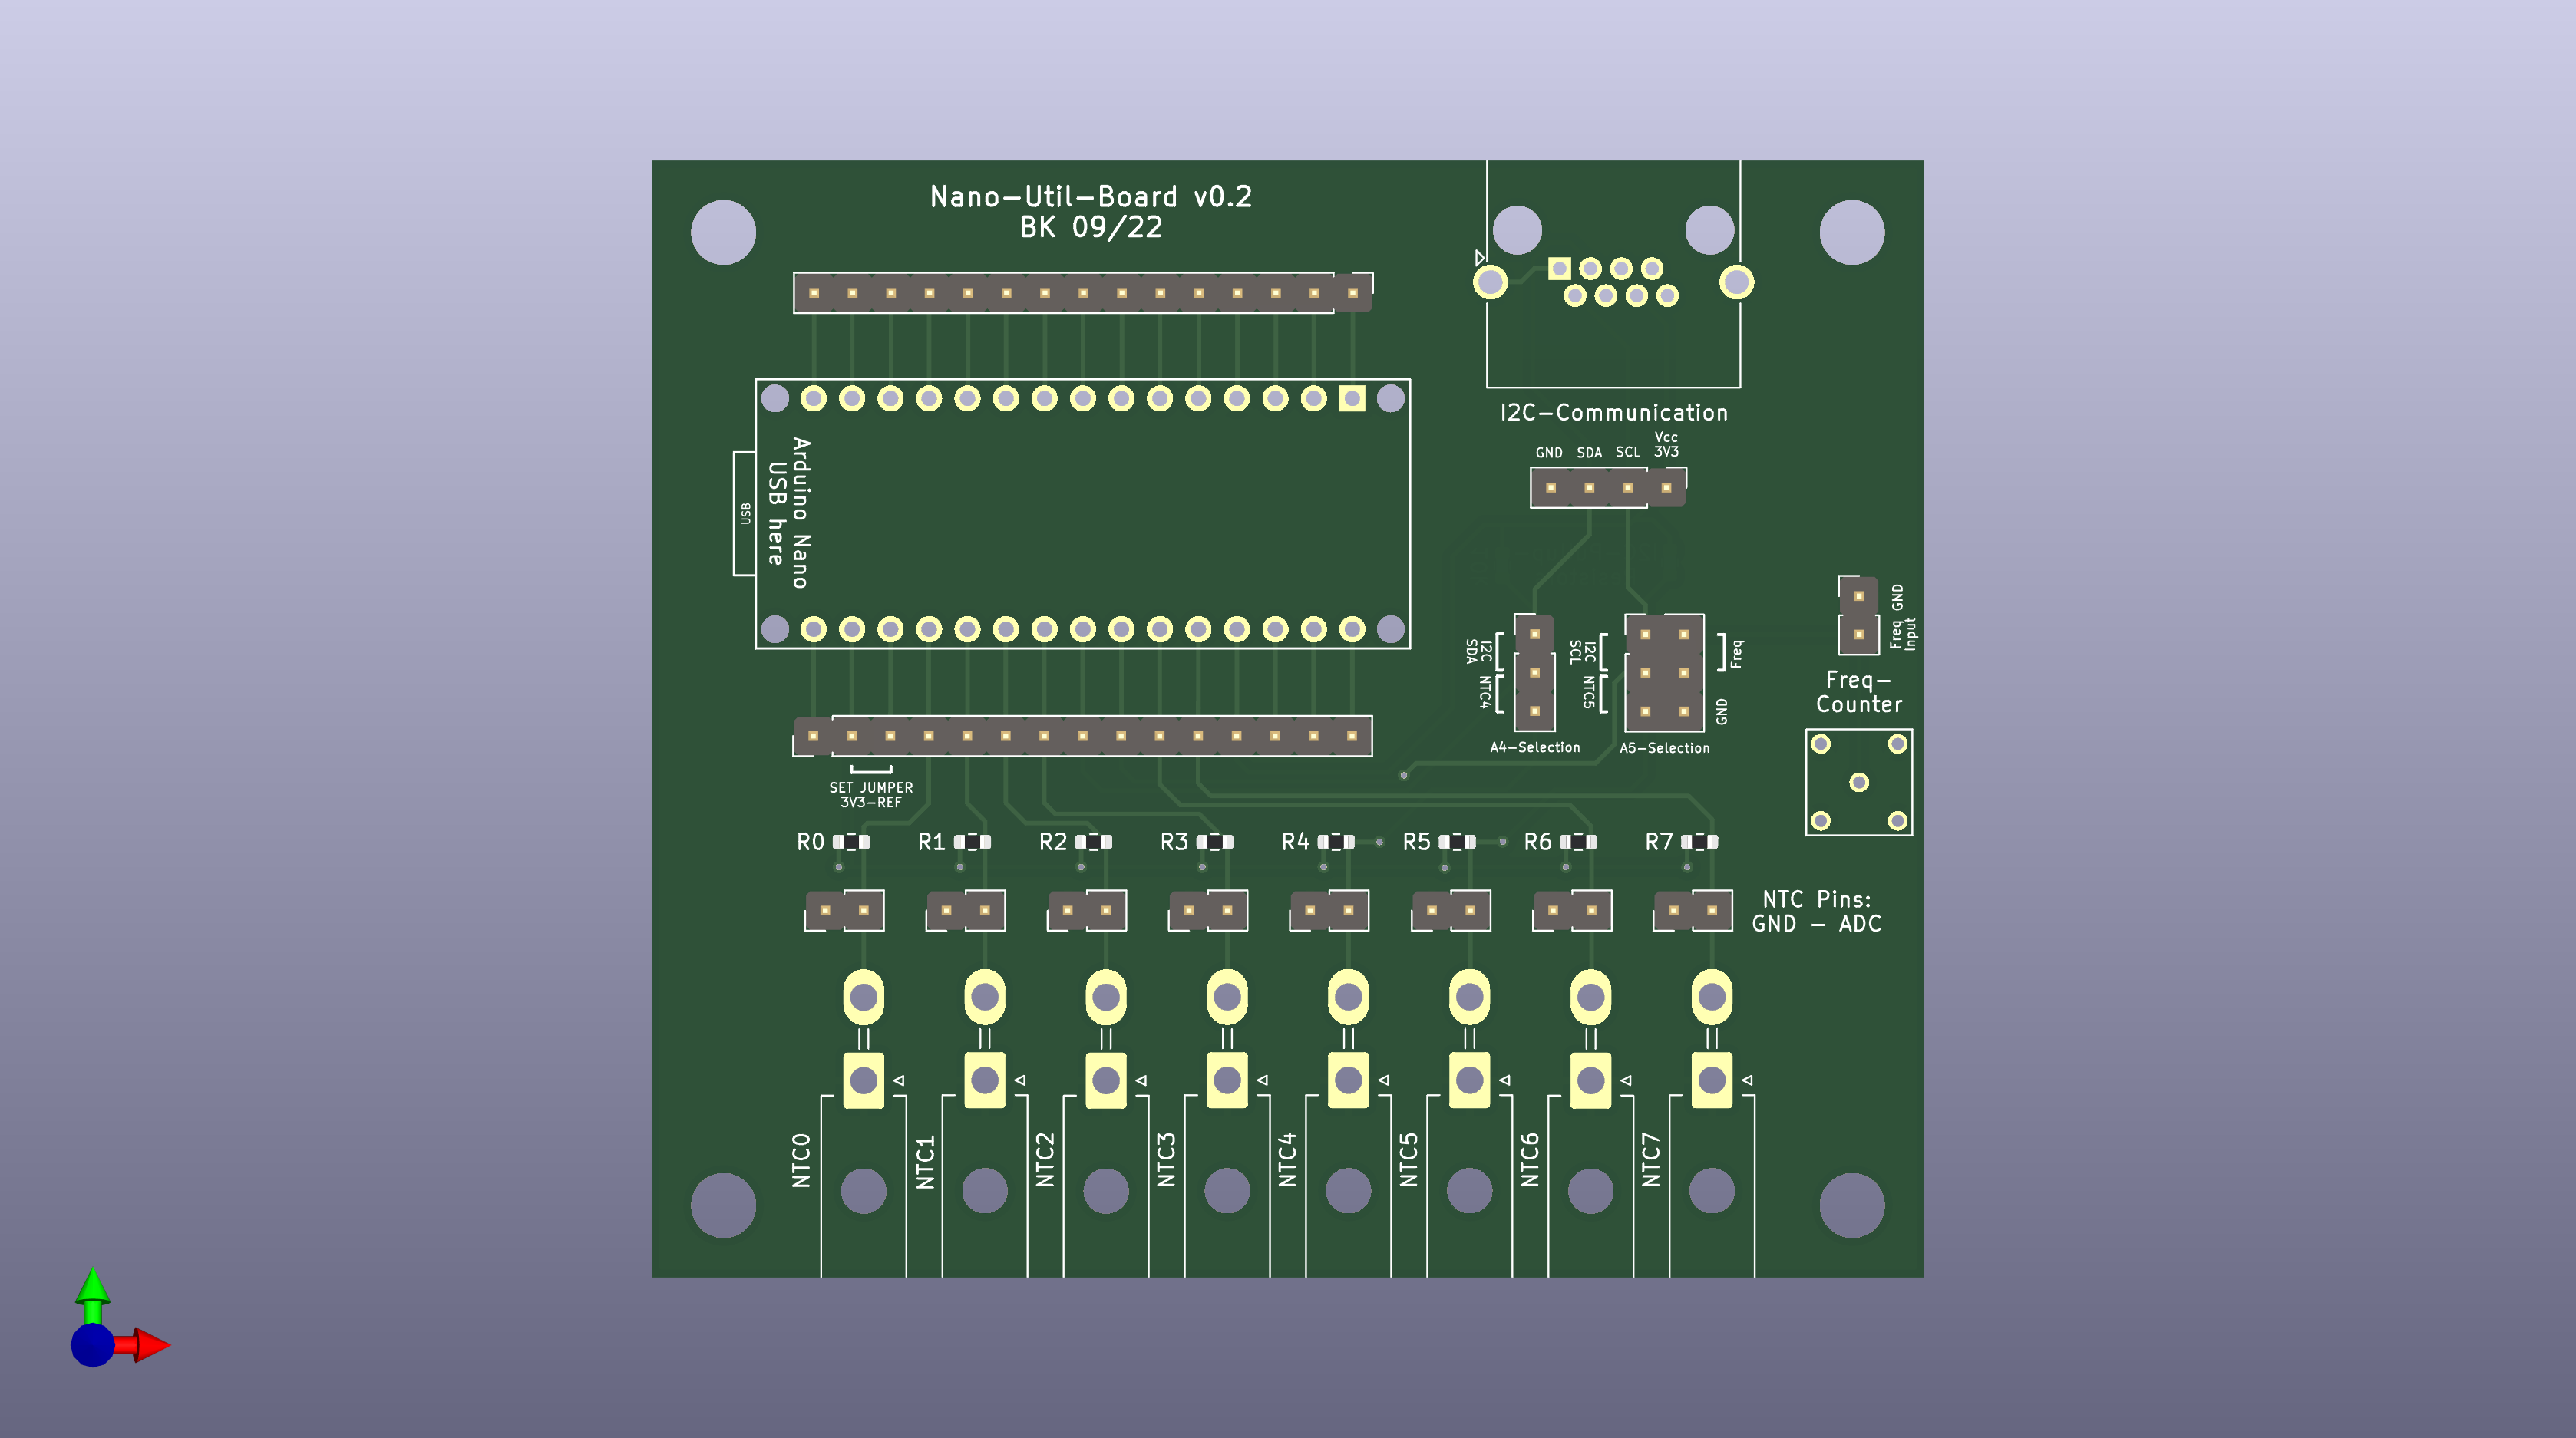 Nano-Util-Board v0.2
BK 09/22
I2C-Communication
GND SDA SCL Vcc
3V3
Arduino Nano
USB here
USB
GND
Freq
Input
I2C
SDA
NTC4
I2C
SCL
NTC5
Freq
GND
Freq-
Counter
A4-Selection
A5-Selection
SET JUMPER
3V3-REF
R0 R1 R2 R3 R4 R5 R6 R7
NTC Pins:
GND - ADC
NTC0 NTC1 NTC2 NTC3 NTC4 NTC5 NTC6 NTC7